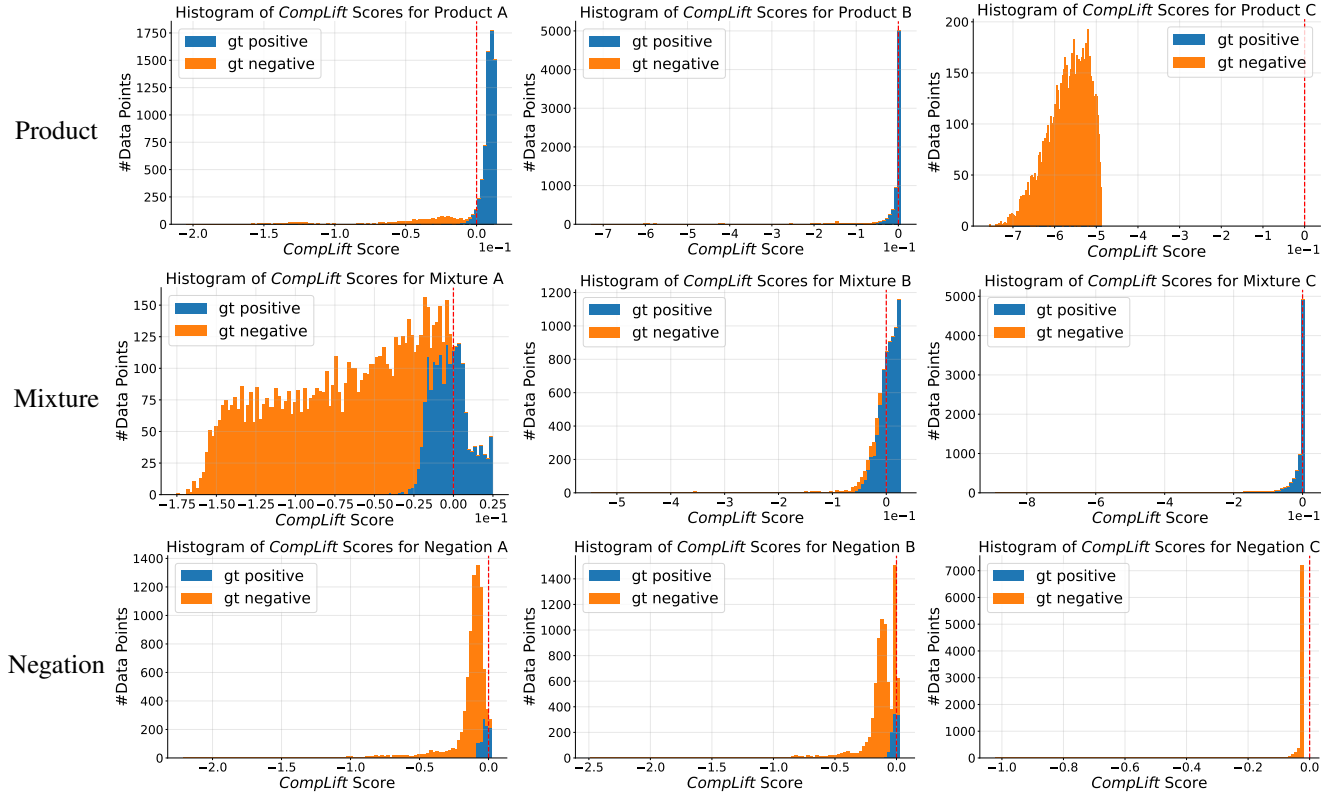 Product
Histogram of CompLift Scores for Product A
gt positive
gt negative
#Data Points
1750
1500
1250
1000
750
500
250
0
−2.0
−1.5
−1.0
−0.5
0.0
1e−1
CompLift Score
Histogram of CompLift Scores for Product B
gt positive
gt negative
#Data Points
5000
4000
3000
2000
1000
0
−7
−6
−5
−4
−3
−2
−1
0
1e−1
CompLift Score
Histogram of CompLift Scores for Product C
gt positive
gt negative
#Data Points
200
150
100
50
0
−7
−6
−5
−4
−3
−2
−1
0
1e−1
CompLift Score
Mixture
Histogram of CompLift Scores for Mixture A
gt positive
gt negative
#Data Points
150
125
100
75
50
25
0
−1.75
−1.50
−1.25
−1.00
−0.75
−0.50
−0.25
0.00
0.25
1e−1
CompLift Score
Histogram of CompLift Scores for Mixture B
gt positive
gt negative
#Data Points
1200
1000
800
600
400
200
0
−5
−4
−3
−2
−1
0
1e−1
CompLift Score
Histogram of CompLift Scores for Mixture C
gt positive
gt negative
#Data Points
5000
4000
3000
2000
1000
0
−8
−6
−4
−2
0
1e−1
CompLift Score
Negation
Histogram of CompLift Scores for Negation A
gt positive
gt negative
#Data Points
1400
1200
1000
800
600
400
200
0
−2.0
−1.5
−1.0
−0.5
0.0
CompLift Score
Histogram of CompLift Scores for Negation B
gt positive
gt negative
#Data Points
1400
1200
1000
800
600
400
200
0
−2.5
−2.0
−1.5
−1.0
−0.5
0.0
CompLift Score
Histogram of CompLift Scores for Negation C
gt positive
gt negative
#Data Points
7000
6000
5000
4000
3000
2000
1000
0
−1.0
−0.8
−0.6
−0.4
−0.2
0.0
CompLift Score